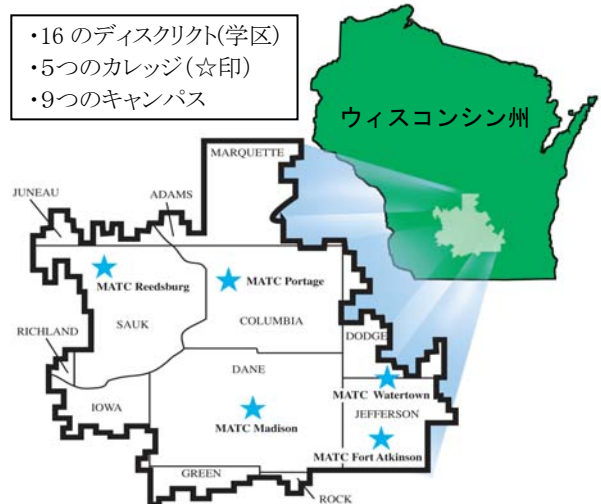 ・16 のディスクリクト(学区)
・5つのカレッジ(☆印)
・9つのキャンパス
ウィスコンシン州
MARQUETTE
JUNEAU
ADAMS
MATC Reedsburg
MATC Portage
SAUK
COLUMBIA
RICHLAND
DODGE
DANE
IOWA
MATC Watertown
JEFFERSON
MATC Madison
MATC Fort Atkinson
GREEN
ROCK